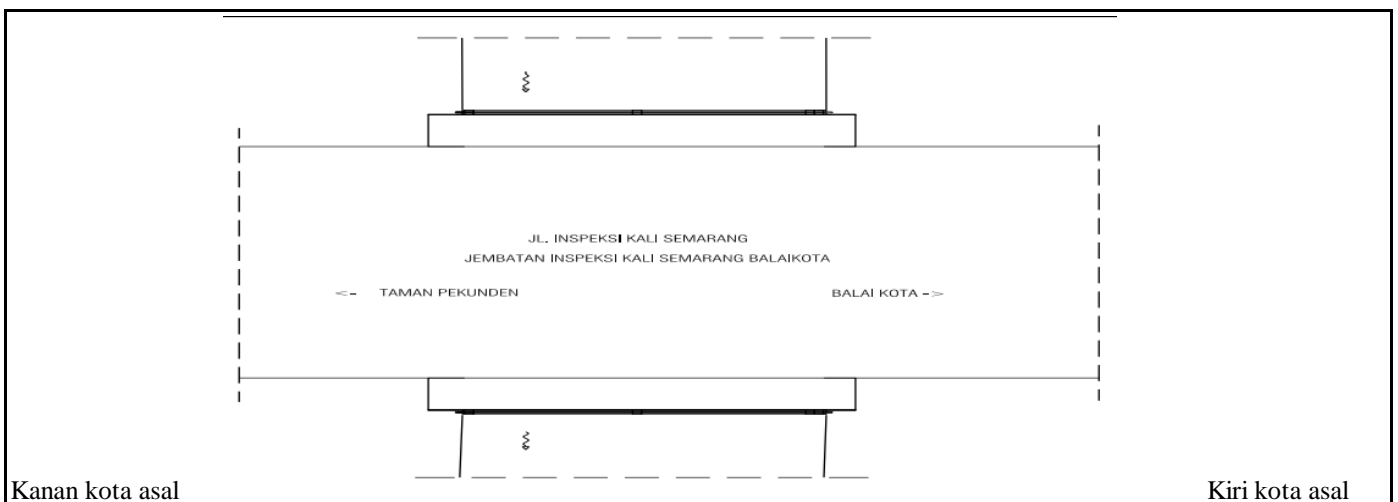 JL. INSPEKSI KALI SEMARANG
JEMBATAN INSPEKSI KALI SEMARANG BALAIKOTA
<- TAMAN PEKUNDEN BALAI KOTA ->
Kanan kota asal Kiri kota asal